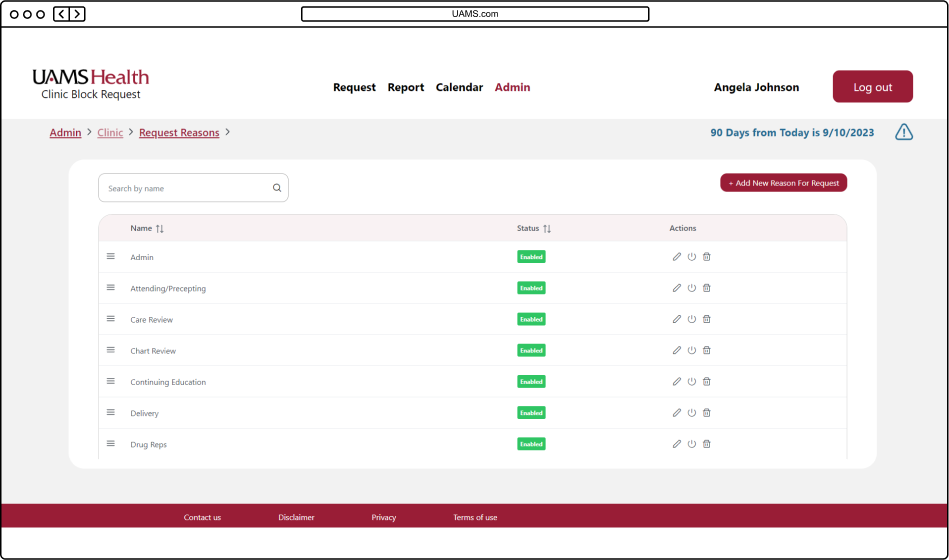 UAMS.com
UAMS Health
Clinic Block Request
Request Report Calendar Admin
Angela Johnson
Log out
Admin > Clinic > Request Reasons >
90 Days from Today is 9/10/2023
Search by name
+ Add New Reason For Request
Name Status Actions
Admin Enabled
Attending/Precepting Enabled
Care Review Enabled
Chart Review Enabled
Continuing Education Enabled
Delivery Enabled
Drug Reps Enabled
Contact us Disclaimer Privacy Terms of use